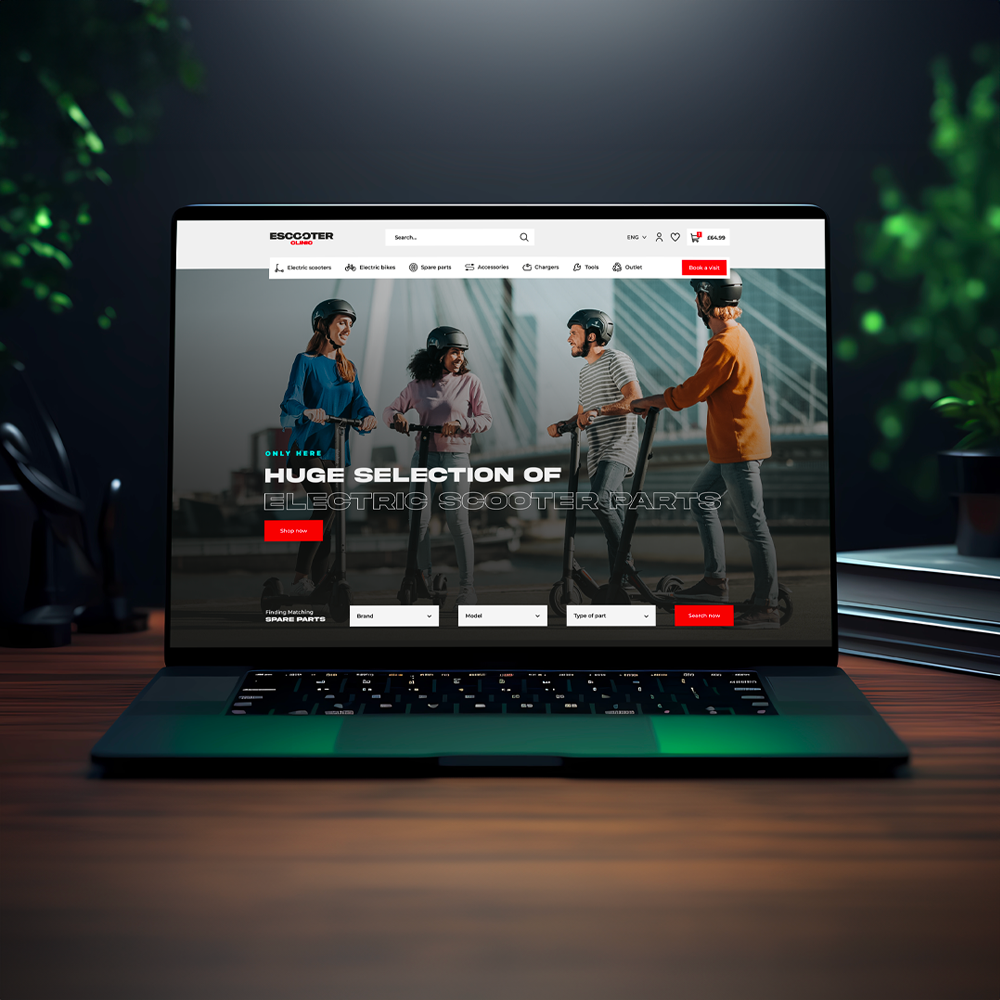 ESCOOTER
CLINIC
Search...
ENG
1
£64.99
Electric scooters
Electric bikes
Spare parts
Accessories
Chargers
Tools
Outlet
Book a visit
ONLY HERE
HUGE SELECTION OF
ELECTRIC SCOOTER PARTS
Shop now
Finding Matching
SPARE PARTS
Brand
Model
Type of part
Search now